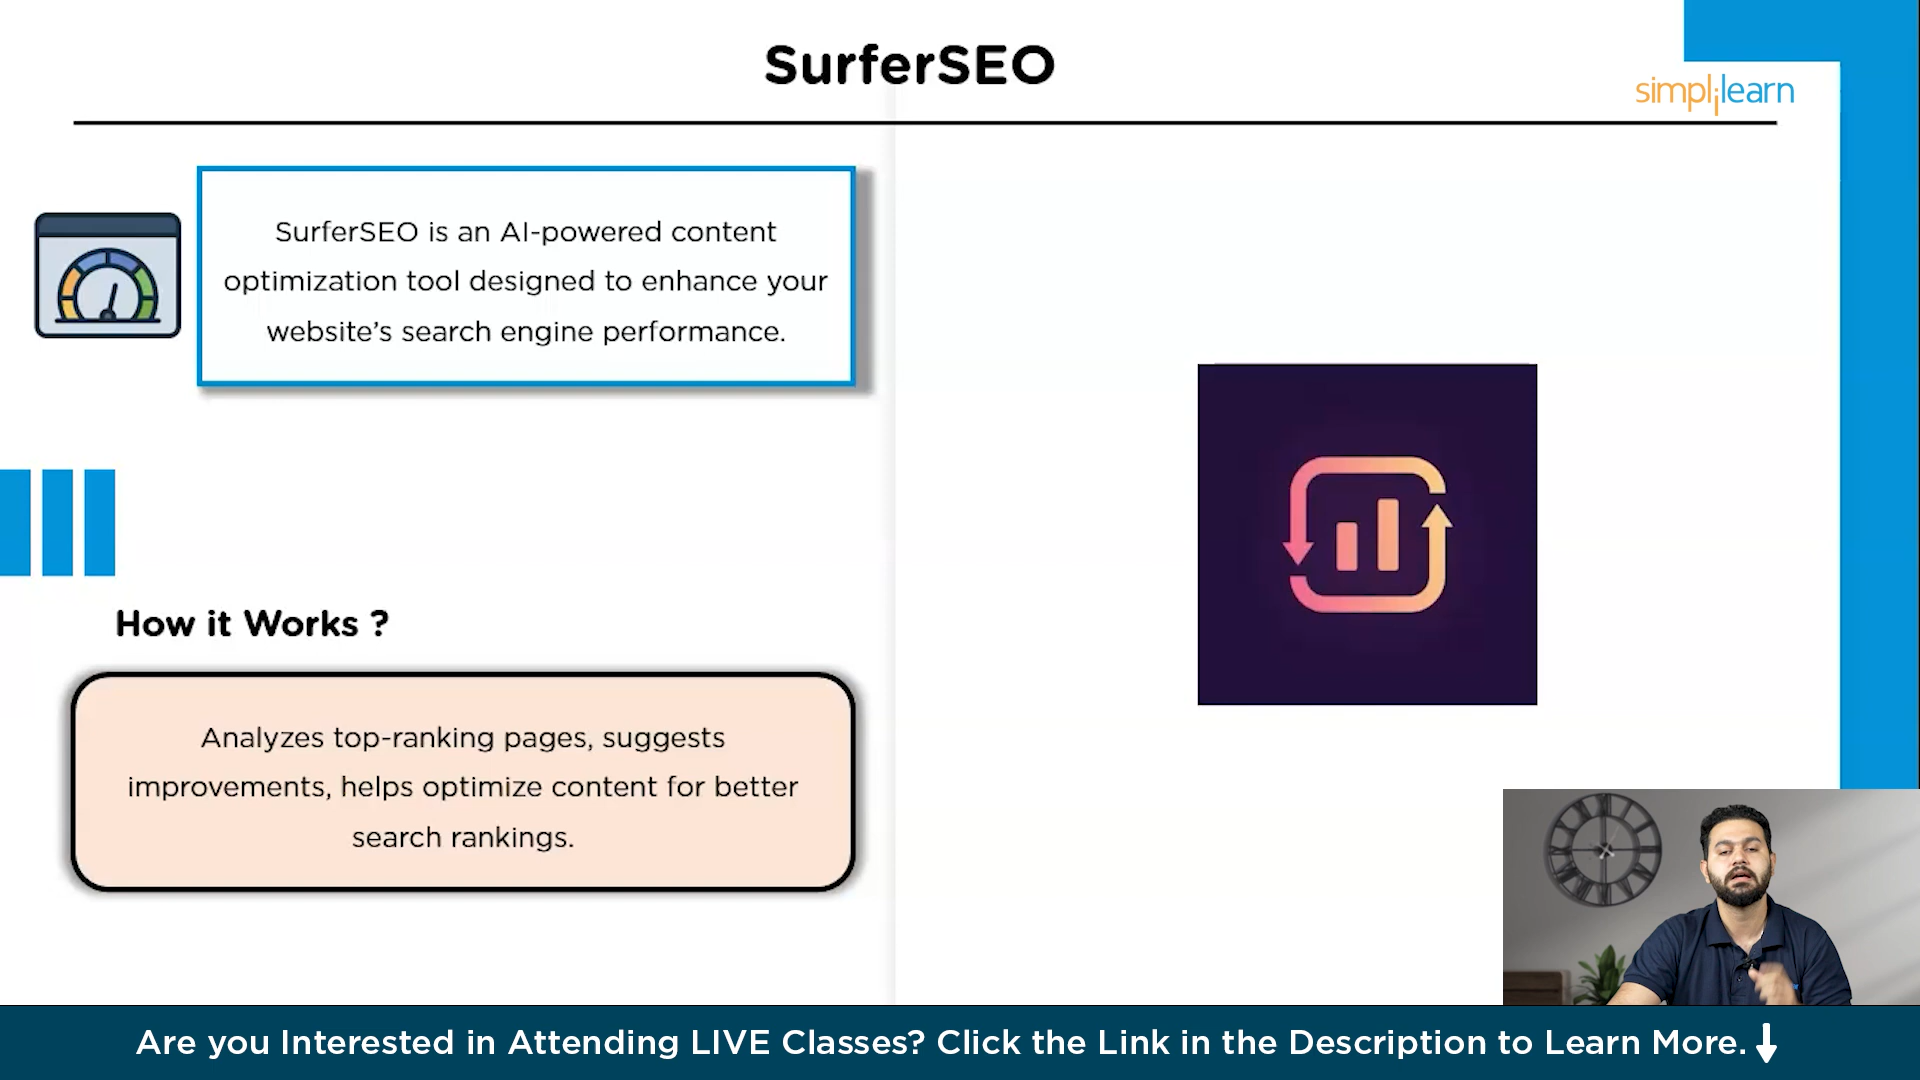 SurferSEO
simplilearn
SurferSEO is an AI-powered content
optimization tool designed to enhance your
website’s search engine performance.
How it Works ?
Analyzes top-ranking pages, suggests
improvements, helps optimize content for better
search rankings.
Are you Interested in Attending LIVE Classes? Click the Link in the Description to Learn More.